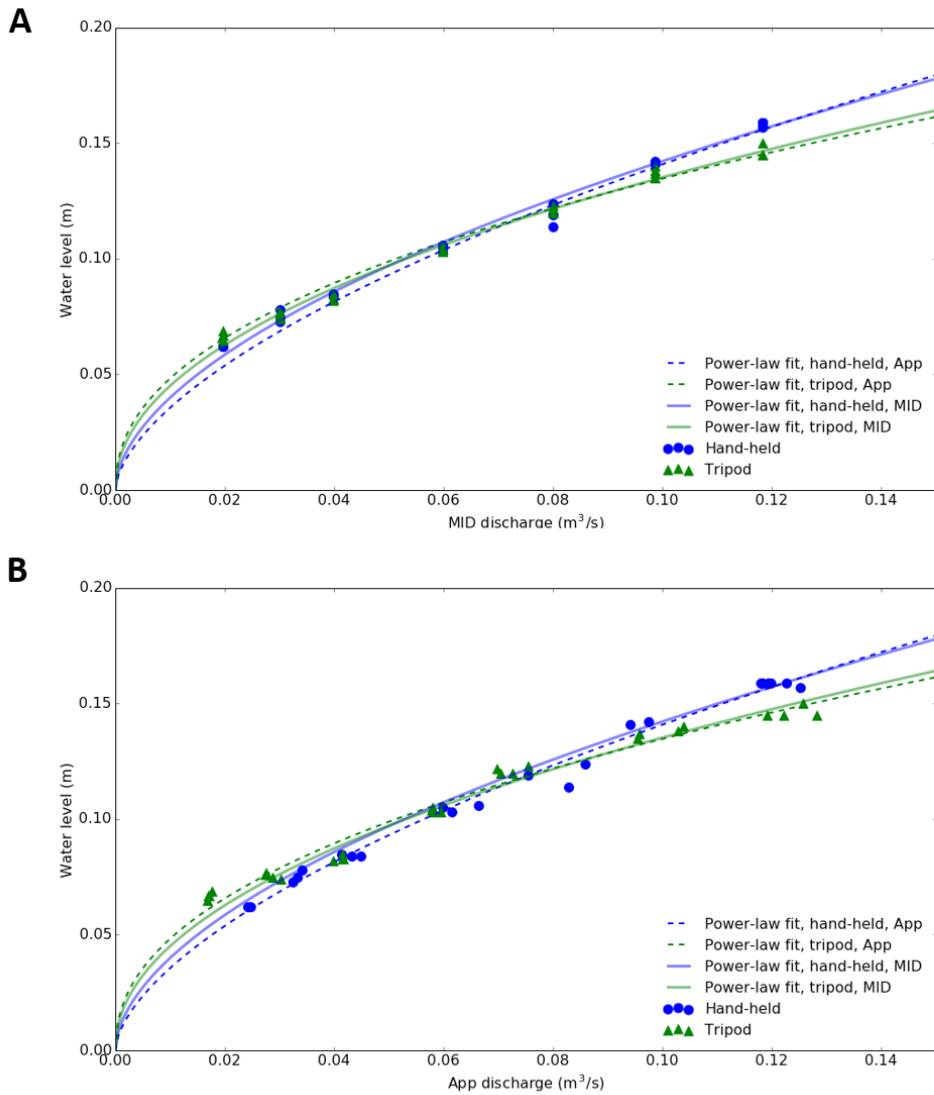 A
0.20
0.15
0.10
0.05
0.00
Water level (m)
Power-law fit, hand-held, App
Power-law fit, tripod, App
Power-law fit, hand-held, MID
Power-law fit, tripod, MID
Hand-held
Tripod
0.00 0.02 0.04 0.06 0.08 0.10 0.12 0.14
MID discharge (m³/s)
B
0.20
0.15
0.10
0.05
0.00
Water level (m)
Power-law fit, hand-held, App
Power-law fit, tripod, App
Power-law fit, hand-held, MID
Power-law fit, tripod, MID
Hand-held
Tripod
0.00 0.02 0.04 0.06 0.08 0.10 0.12 0.14
App discharge (m³/s)